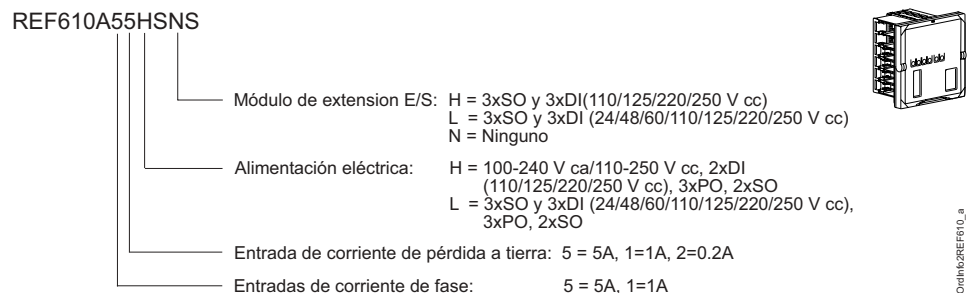 REF610A55HSNS
Módulo de extension E/S: H = 3xSO y 3xDI(110/125/220/250 V cc)
L = 3xSO y 3xDI (24/48/60/110/125/220/250 V cc)
N = Ninguno
Alimentación eléctrica: H = 100-240 V ca/110-250 V cc, 2xDI
(110/125/220/250 V cc), 3xPO, 2xSO
L = 3xSO y 3xDI (24/48/60/110/125/220/250 V cc),
3xPO, 2xSO
Entrada de corriente de pérdida a tierra: 5 = 5A, 1=1A, 2=0.2A
Entradas de corriente de fase: 5 = 5A, 1=1A
OrdInfo2REF610_a